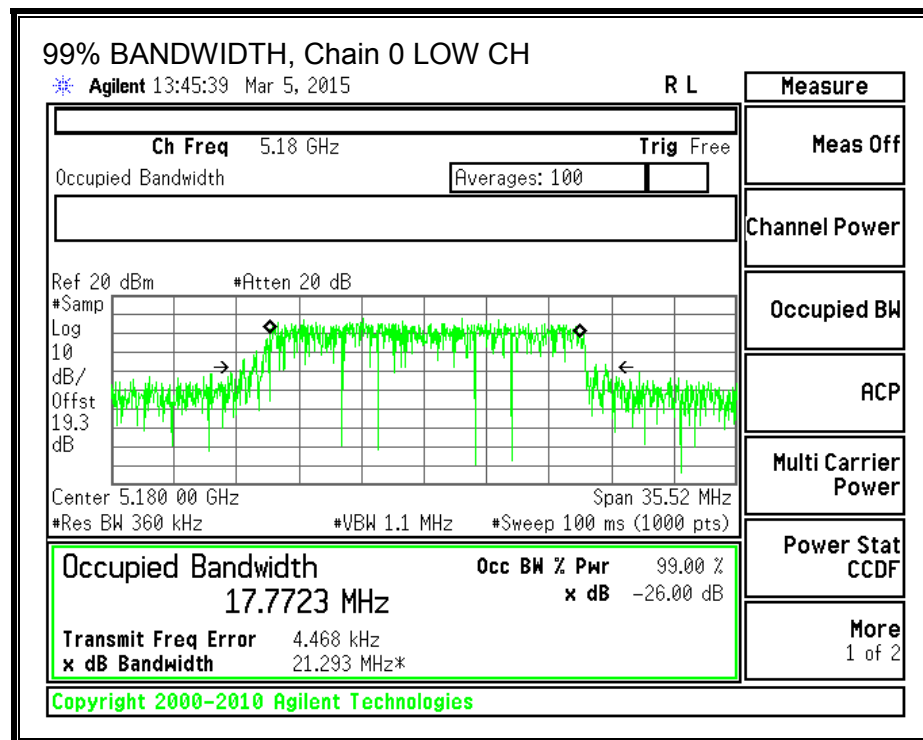 99% BANDWIDTH, Chain 0 LOW CH
Agilent 13:45:39 Mar 5, 2015 R L
Measure
Ch Freq 5.18 GHz Trig Free
Meas Off
Occupied Bandwidth Averages: 100
Channel Power
Ref 20 dBm #Atten 20 dB
#Samp
Log
10
dB/
Offst
19.3
dB
Occupied BW
ACP
Multi Carrier
Power
Center 5.180 00 GHz Span 35.52 MHz
#Res BW 360 kHz #VBW 1.1 MHz #Sweep 100 ms (1000 pts)
Power Stat
CCDF
Occupied Bandwidth Occ BW % Pwr 99.00 %
17.7723 MHz x dB -26.00 dB
Transmit Freq Error 4.468 kHz
x dB Bandwidth 21.293 MHz*
More
1 of 2
Copyright 2000-2010 Agilent Technologies